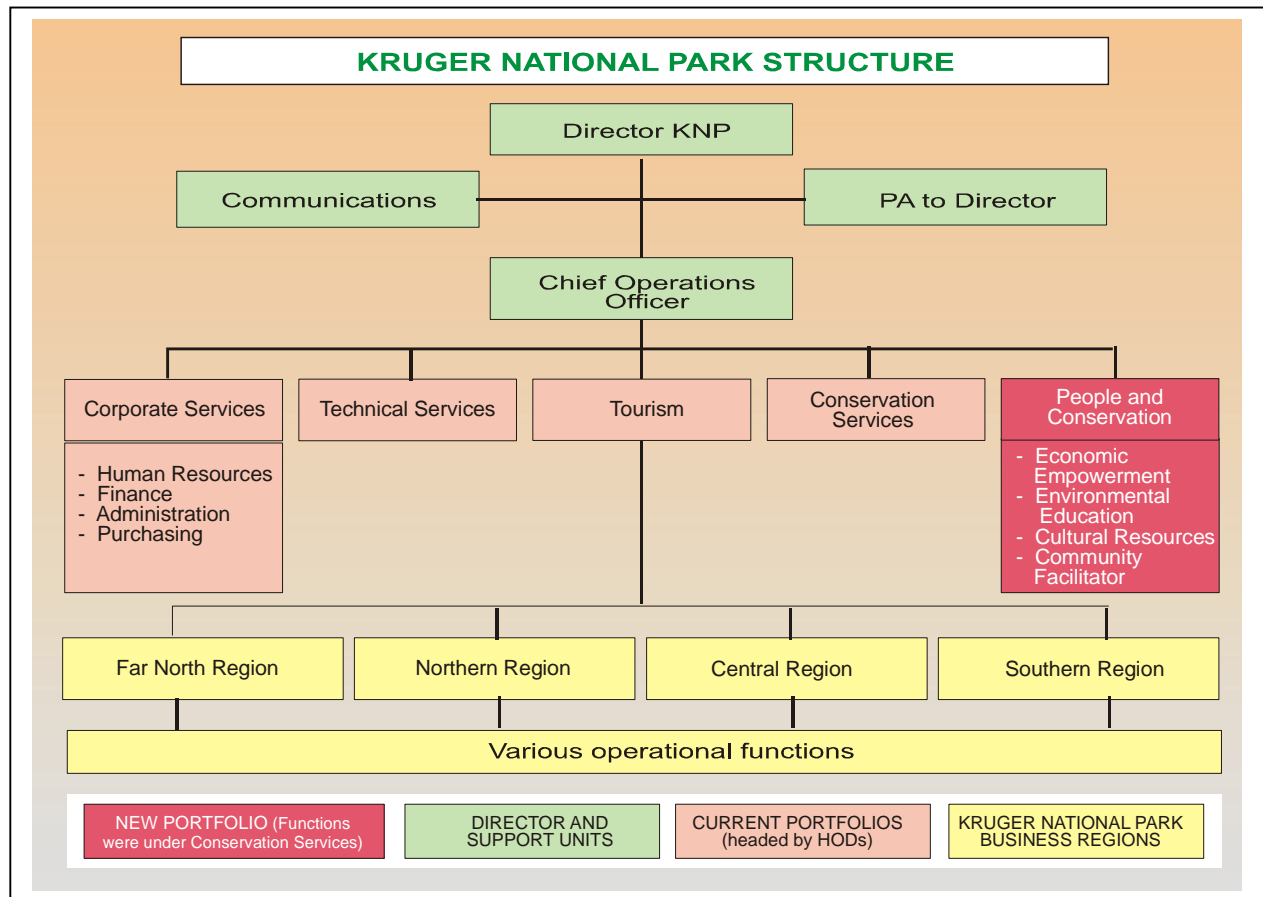 KRUGER NATIONAL PARK STRUCTURE
Director KNP
Communications
PA to Director
Chief Operations
Officer
Corporate Services
Technical Services
Tourism
Conservation
Services
People and
Conservation
- Human Resources
- Finance
- Administration
- Purchasing
- Economic
Empowerment
- Environmental
Education
- Cultural Resources
- Community
Facilitator
Far North Region
Northern Region
Central Region
Southern Region
Various operational functions
NEW PORTFOLIO (Functions
were under Conservation Services)
DIRECTOR AND
SUPPORT UNITS
CURRENT PORTFOLIOS
(headed by HODs)
KRUGER NATIONAL PARK
BUSINESS REGIONS